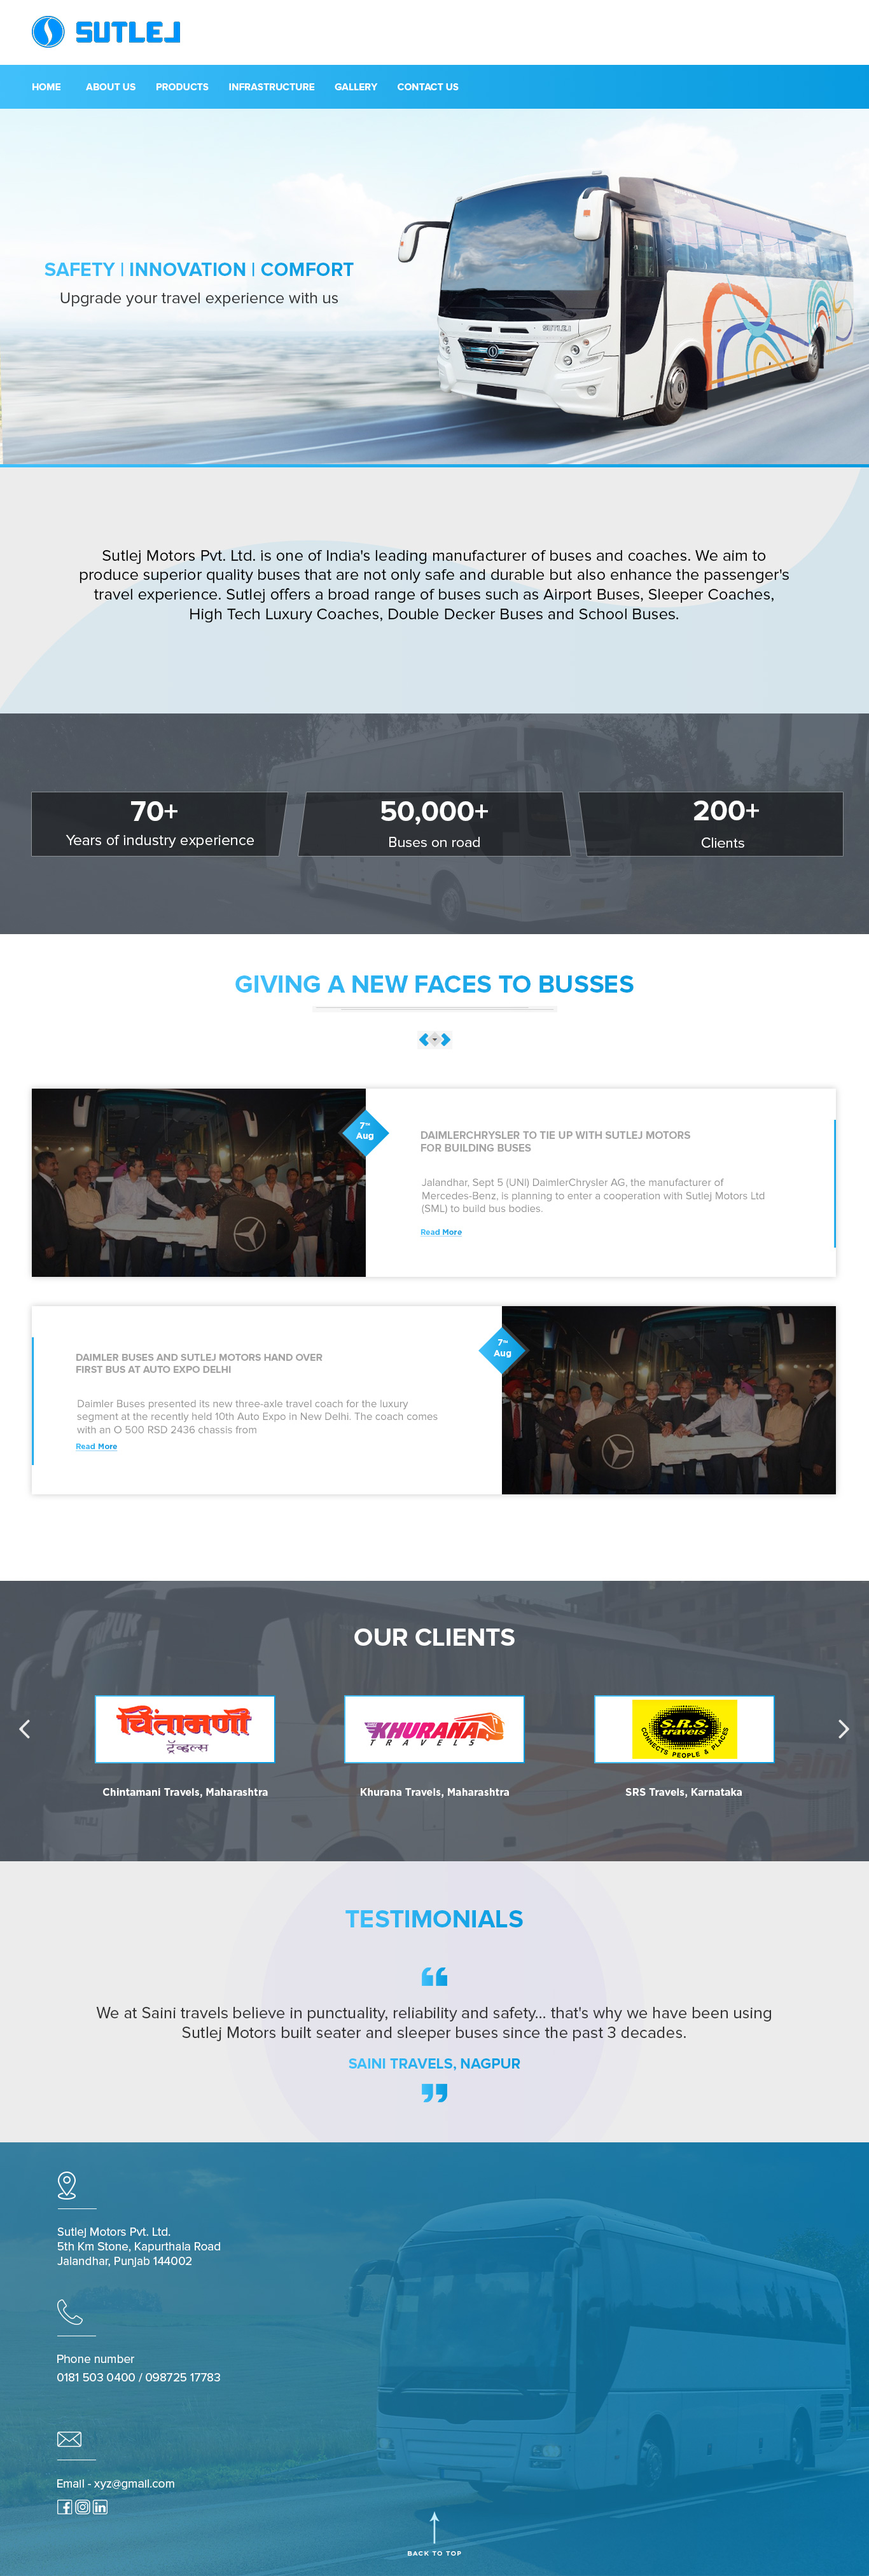 SUTLEJ
HOME ABOUT US PRODUCTS INFRASTRUCTURE GALLERY CONTACT US
SAFETY | INNOVATION | COMFORT
Upgrade your travel experience with us
SUTLEJ
Sutlej Motors Pvt. Ltd. is one of India's leading manufacturer of buses and coaches. We aim to
produce superior quality buses that are not only safe and durable but also enhance the passenger's
travel experience. Sutlej offers a broad range of buses such as Airport Buses, Sleeper Coaches,
High Tech Luxury Coaches, Double Decker Buses and School Buses.
70+
Years of industry experience
50,000+
Buses on road
200+
Clients
GIVING A NEW FACES TO BUSSES
7TH
Aug
DAIMLERCHRYSLER TO TIE UP WITH SUTLEJ MOTORS
FOR BUILDING BUSES
Jalandhar, Sept 5 (UNI) DaimlerChrysler AG, the manufacturer of
Mercedes-Benz, is planning to enter a cooperation with Sutlej Motors Ltd
(SML) to build bus bodies.
Read More
DAIMLER BUSES AND SUTLEJ MOTORS HAND OVER
FIRST BUS AT AUTO EXPO DELHI
Daimler Buses presented its new three-axle travel coach for the luxury
segment at the recently held 10th Auto Expo in New Delhi. The coach comes
with an O 500 RSD 2436 chassis from
Read More
7TH
Aug
OUR CLIENTS
चिंतामणी
ट्रॅव्हल्स
Chintamani Travels, Maharashtra
KHURANA
TRAVELS
Khurana Travels, Maharashtra
S.R.S.
travels
CONNECTS PEOPLE & PLACES
SRS Travels, Karnataka
TESTIMONIALS
We at Saini travels believe in punctuality, reliability and safety... that's why we have been using
Sutlej Motors built seater and sleeper buses since the past 3 decades.
SAINI TRAVELS, NAGPUR
Sutlej Motors Pvt. Ltd.
5th Km Stone, Kapurthala Road
Jalandhar, Punjab 144002
Phone number
0181 503 0400 / 098725 17783
Email - xyz@gmail.com
BACK TO TOP